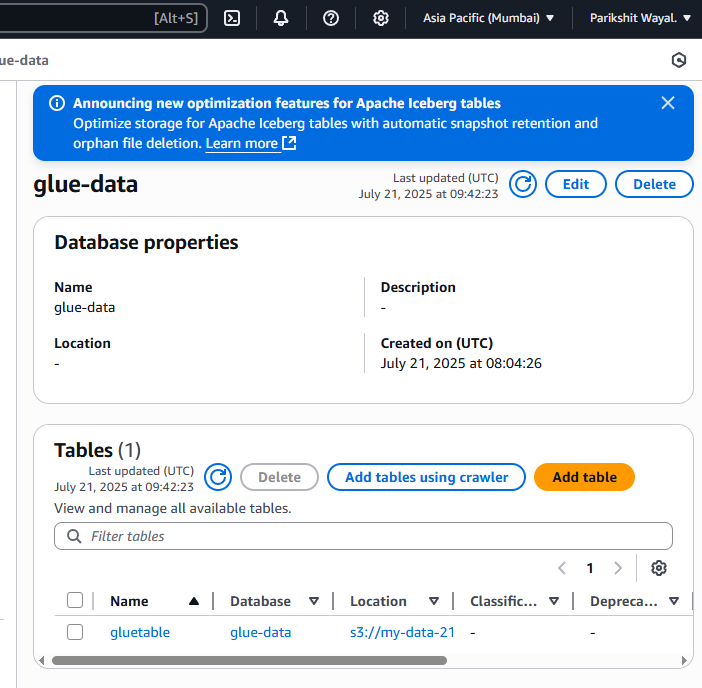 [Alt+S]
Asia Pacific (Mumbai) ▼
Parikshit Wayal. ▼
ue-data
Announcing new optimization features for Apache Iceberg tables
Optimize storage for Apache Iceberg tables with automatic snapshot retention and
orphan file deletion. Learn more
glue-data
Last updated (UTC)
July 21, 2025 at 09:42:23
Edit
Delete
Database properties
Name
glue-data
Description
-
Location
-
Created on (UTC)
July 21, 2025 at 08:04:26
Tables (1)
Last updated (UTC)
July 21, 2025 at 09:42:23
Delete
Add tables using crawler
Add table
View and manage all available tables.
Filter tables
1
Name Database Location Classific... Depreca...
gluetable glue-data s3://my-data-21 - -